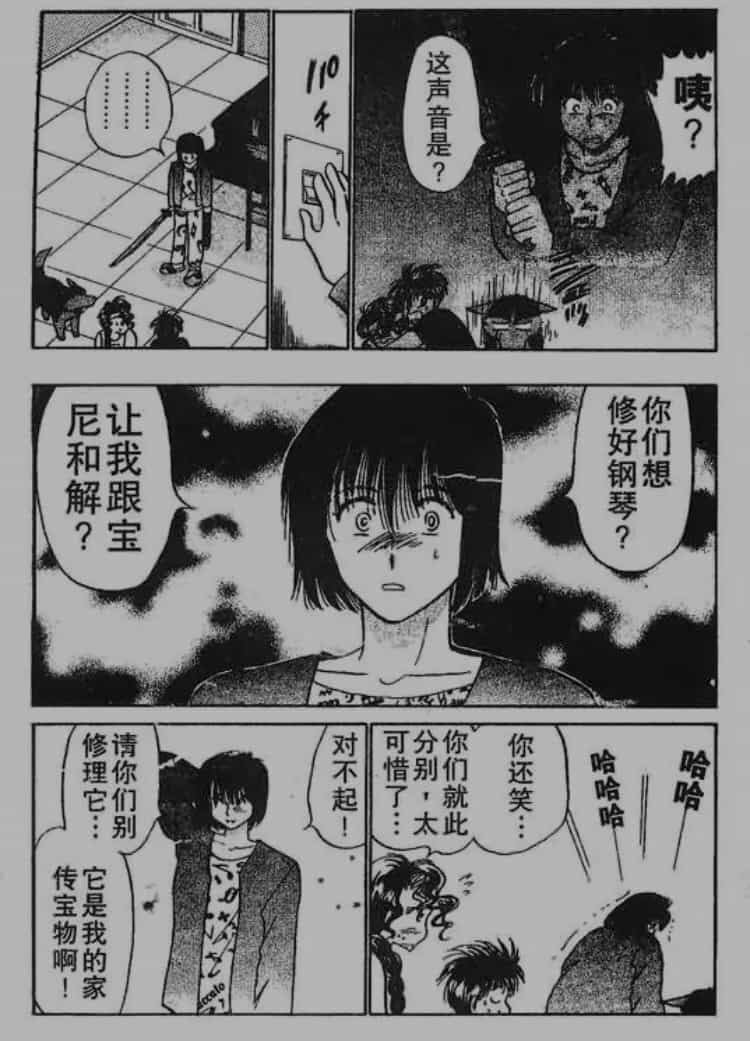 咦？
这声音是？
………………
你们想
修好钢
琴？
让我跟宝
尼和解？
哈哈
哈哈哈
你还笑…
你们就此
分别，太
可惜了…
对不起！
请你们别
修理它…
它是我的家
传宝物啊！
uccato